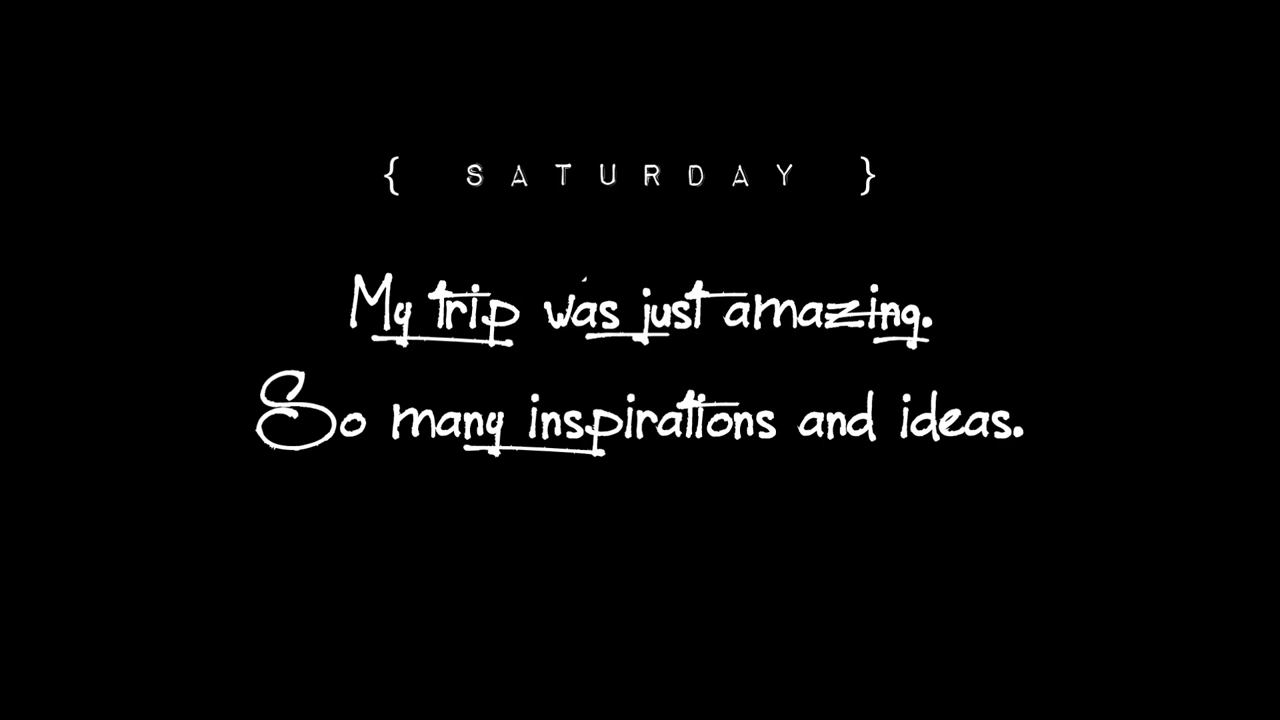 { SATURDAY }
My trip was just amazing.
So many inspirations and ideas.